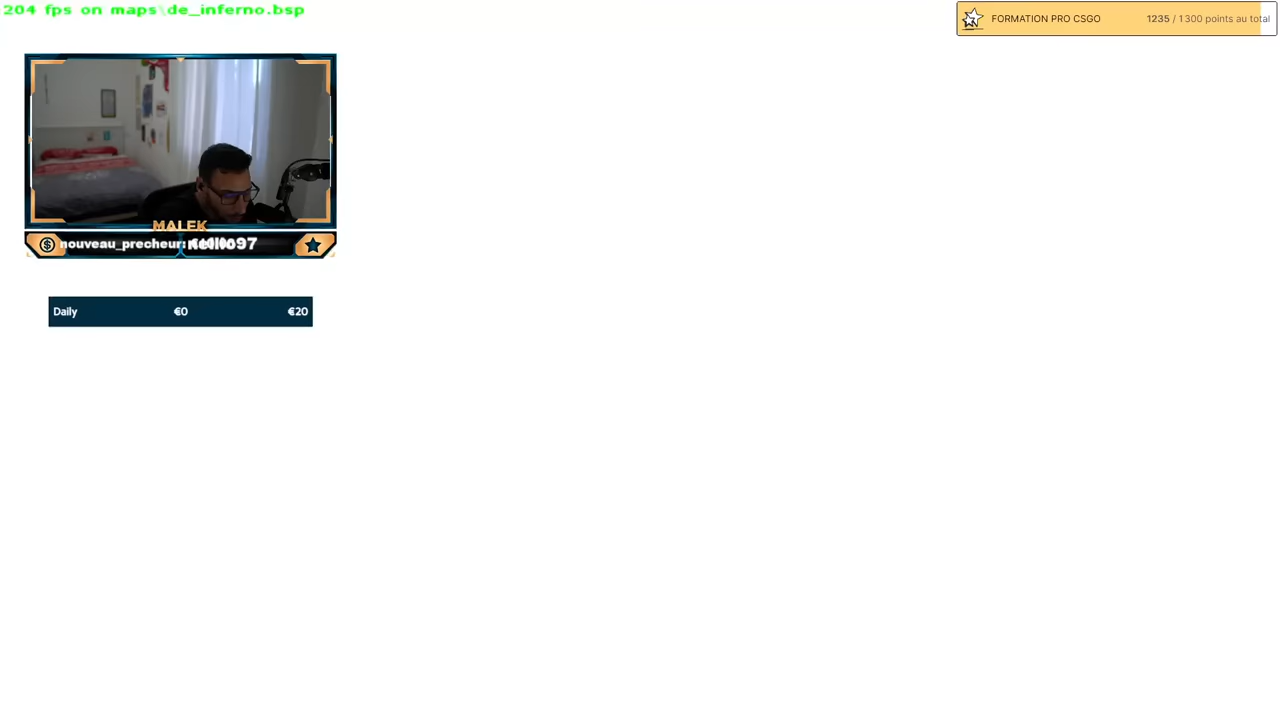 204 fps on maps\de_inferno.bsp
FORMATION PRO CSGO 1235 / 1300 points au total
MALEK
nouveau_precheur:
Daily €0 €20